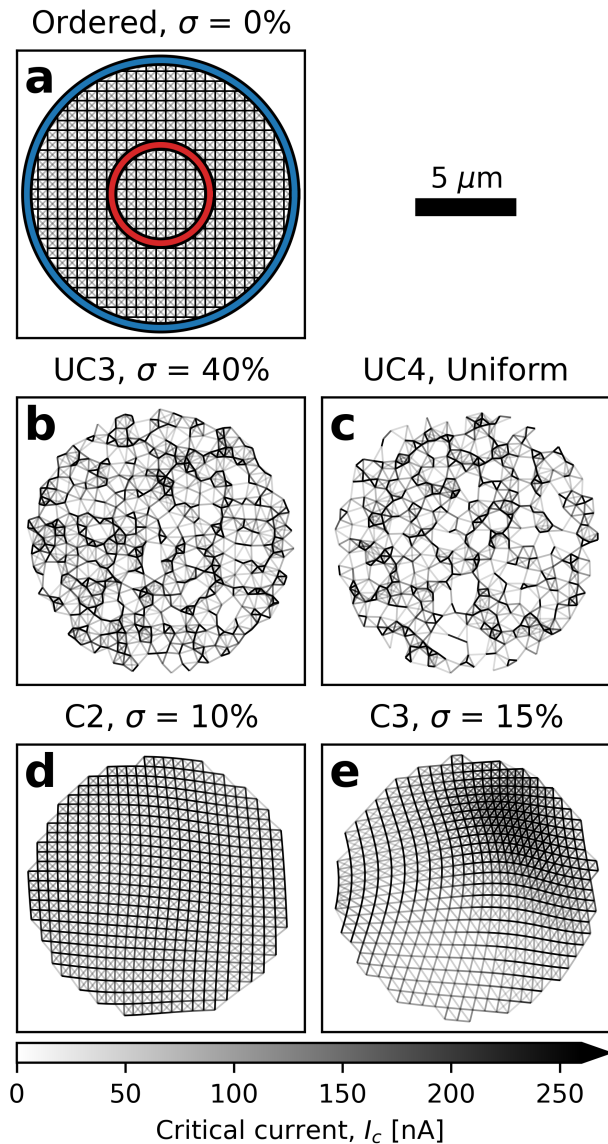 Ordered, σ = 0%
a
5 μm
UC3, σ = 40%
UC4, Uniform
b
c
C2, σ = 10%
C3, σ = 15%
d
e
0 50 100 150 200 250
Critical current, I_c [nA]